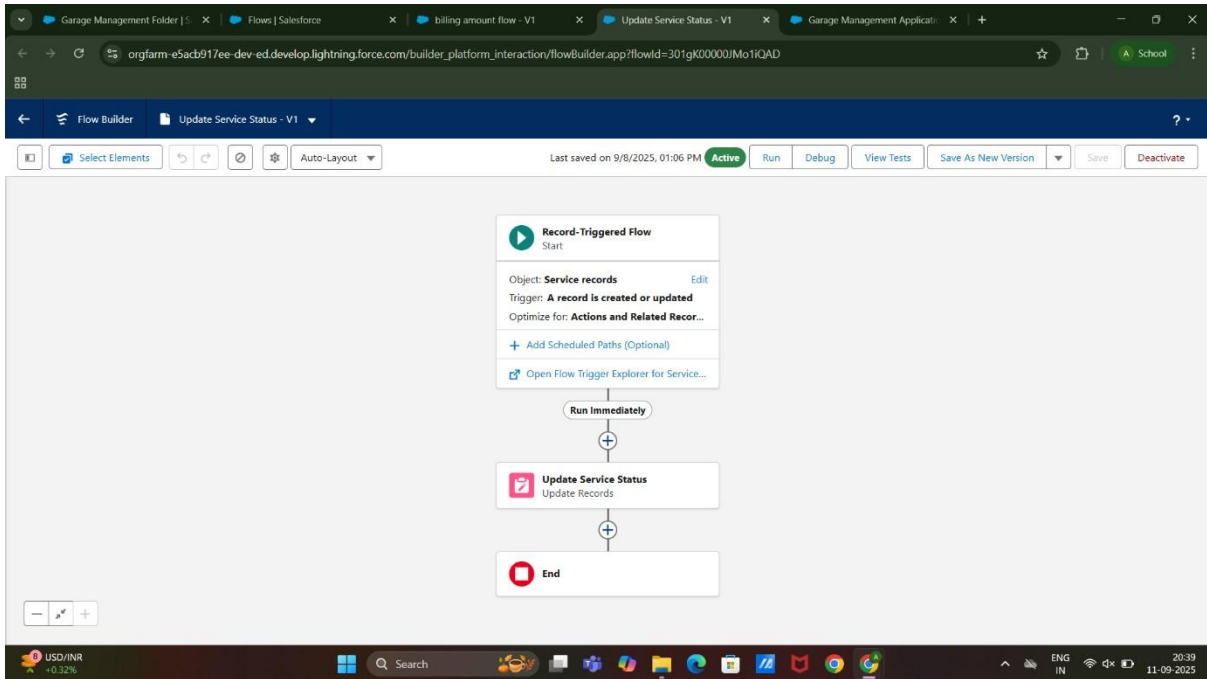 Garage Management Folder | S
Flows | Salesforce
billing amount flow - V1
Update Service Status - V1
Garage Management Applicatio
orgfarm-e5acb917ee-dev-ed.develop.lightning.force.com/builder_platform_interaction/flowBuilder.app?flowId=301gK00000JMo1iQAD
A School
Flow Builder
Update Service Status - V1
?
Select Elements
Auto-Layout
Last saved on 9/8/2025, 01:06 PM Active
Run
Debug
View Tests
Save As New Version
Save
Deactivate
Record-Triggered Flow
Start
Object: Service records Edit
Trigger: A record is created or updated
Optimize for: Actions and Related Recor...
+ Add Scheduled Paths (Optional)
Open Flow Trigger Explorer for Service...
Run Immediately
Update Service Status
Update Records
End
8
USD/INR
+0.32%
Search
ENG
IN
20:39
11-09-2025